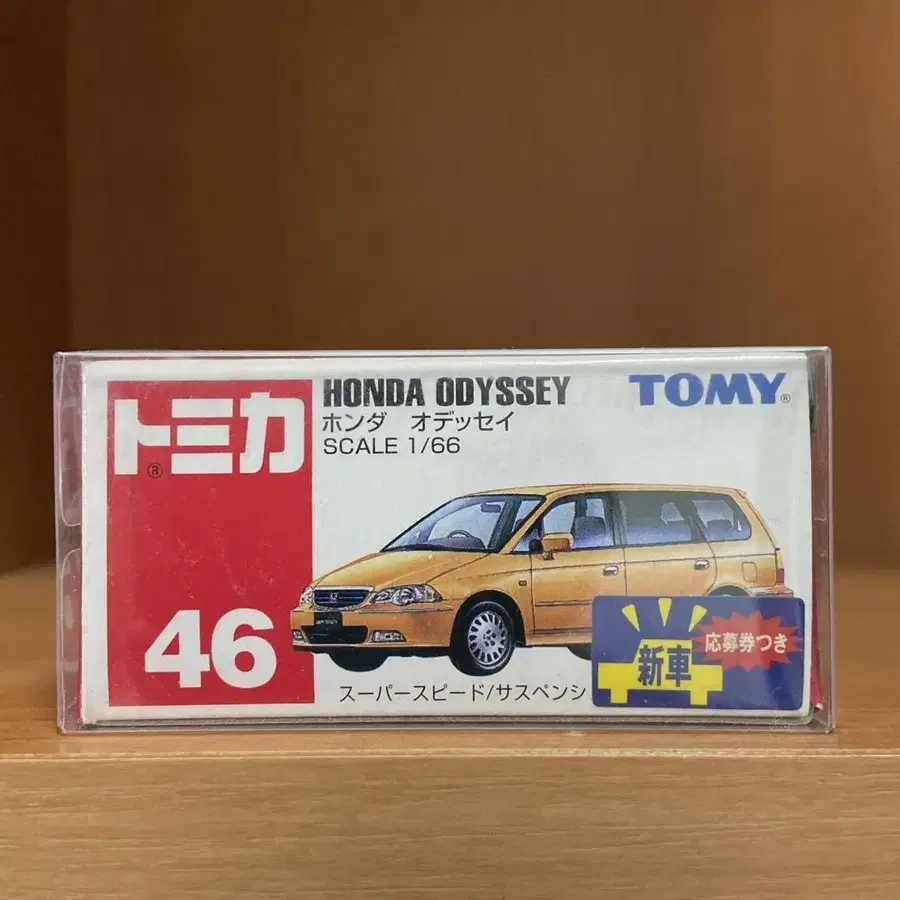 トミカ®
46
HONDA ODYSSEY
ホンダ オデッセイ
SCALE 1/66
TOMY®
スーパースピード/サスペンシ
新車
応募券つき